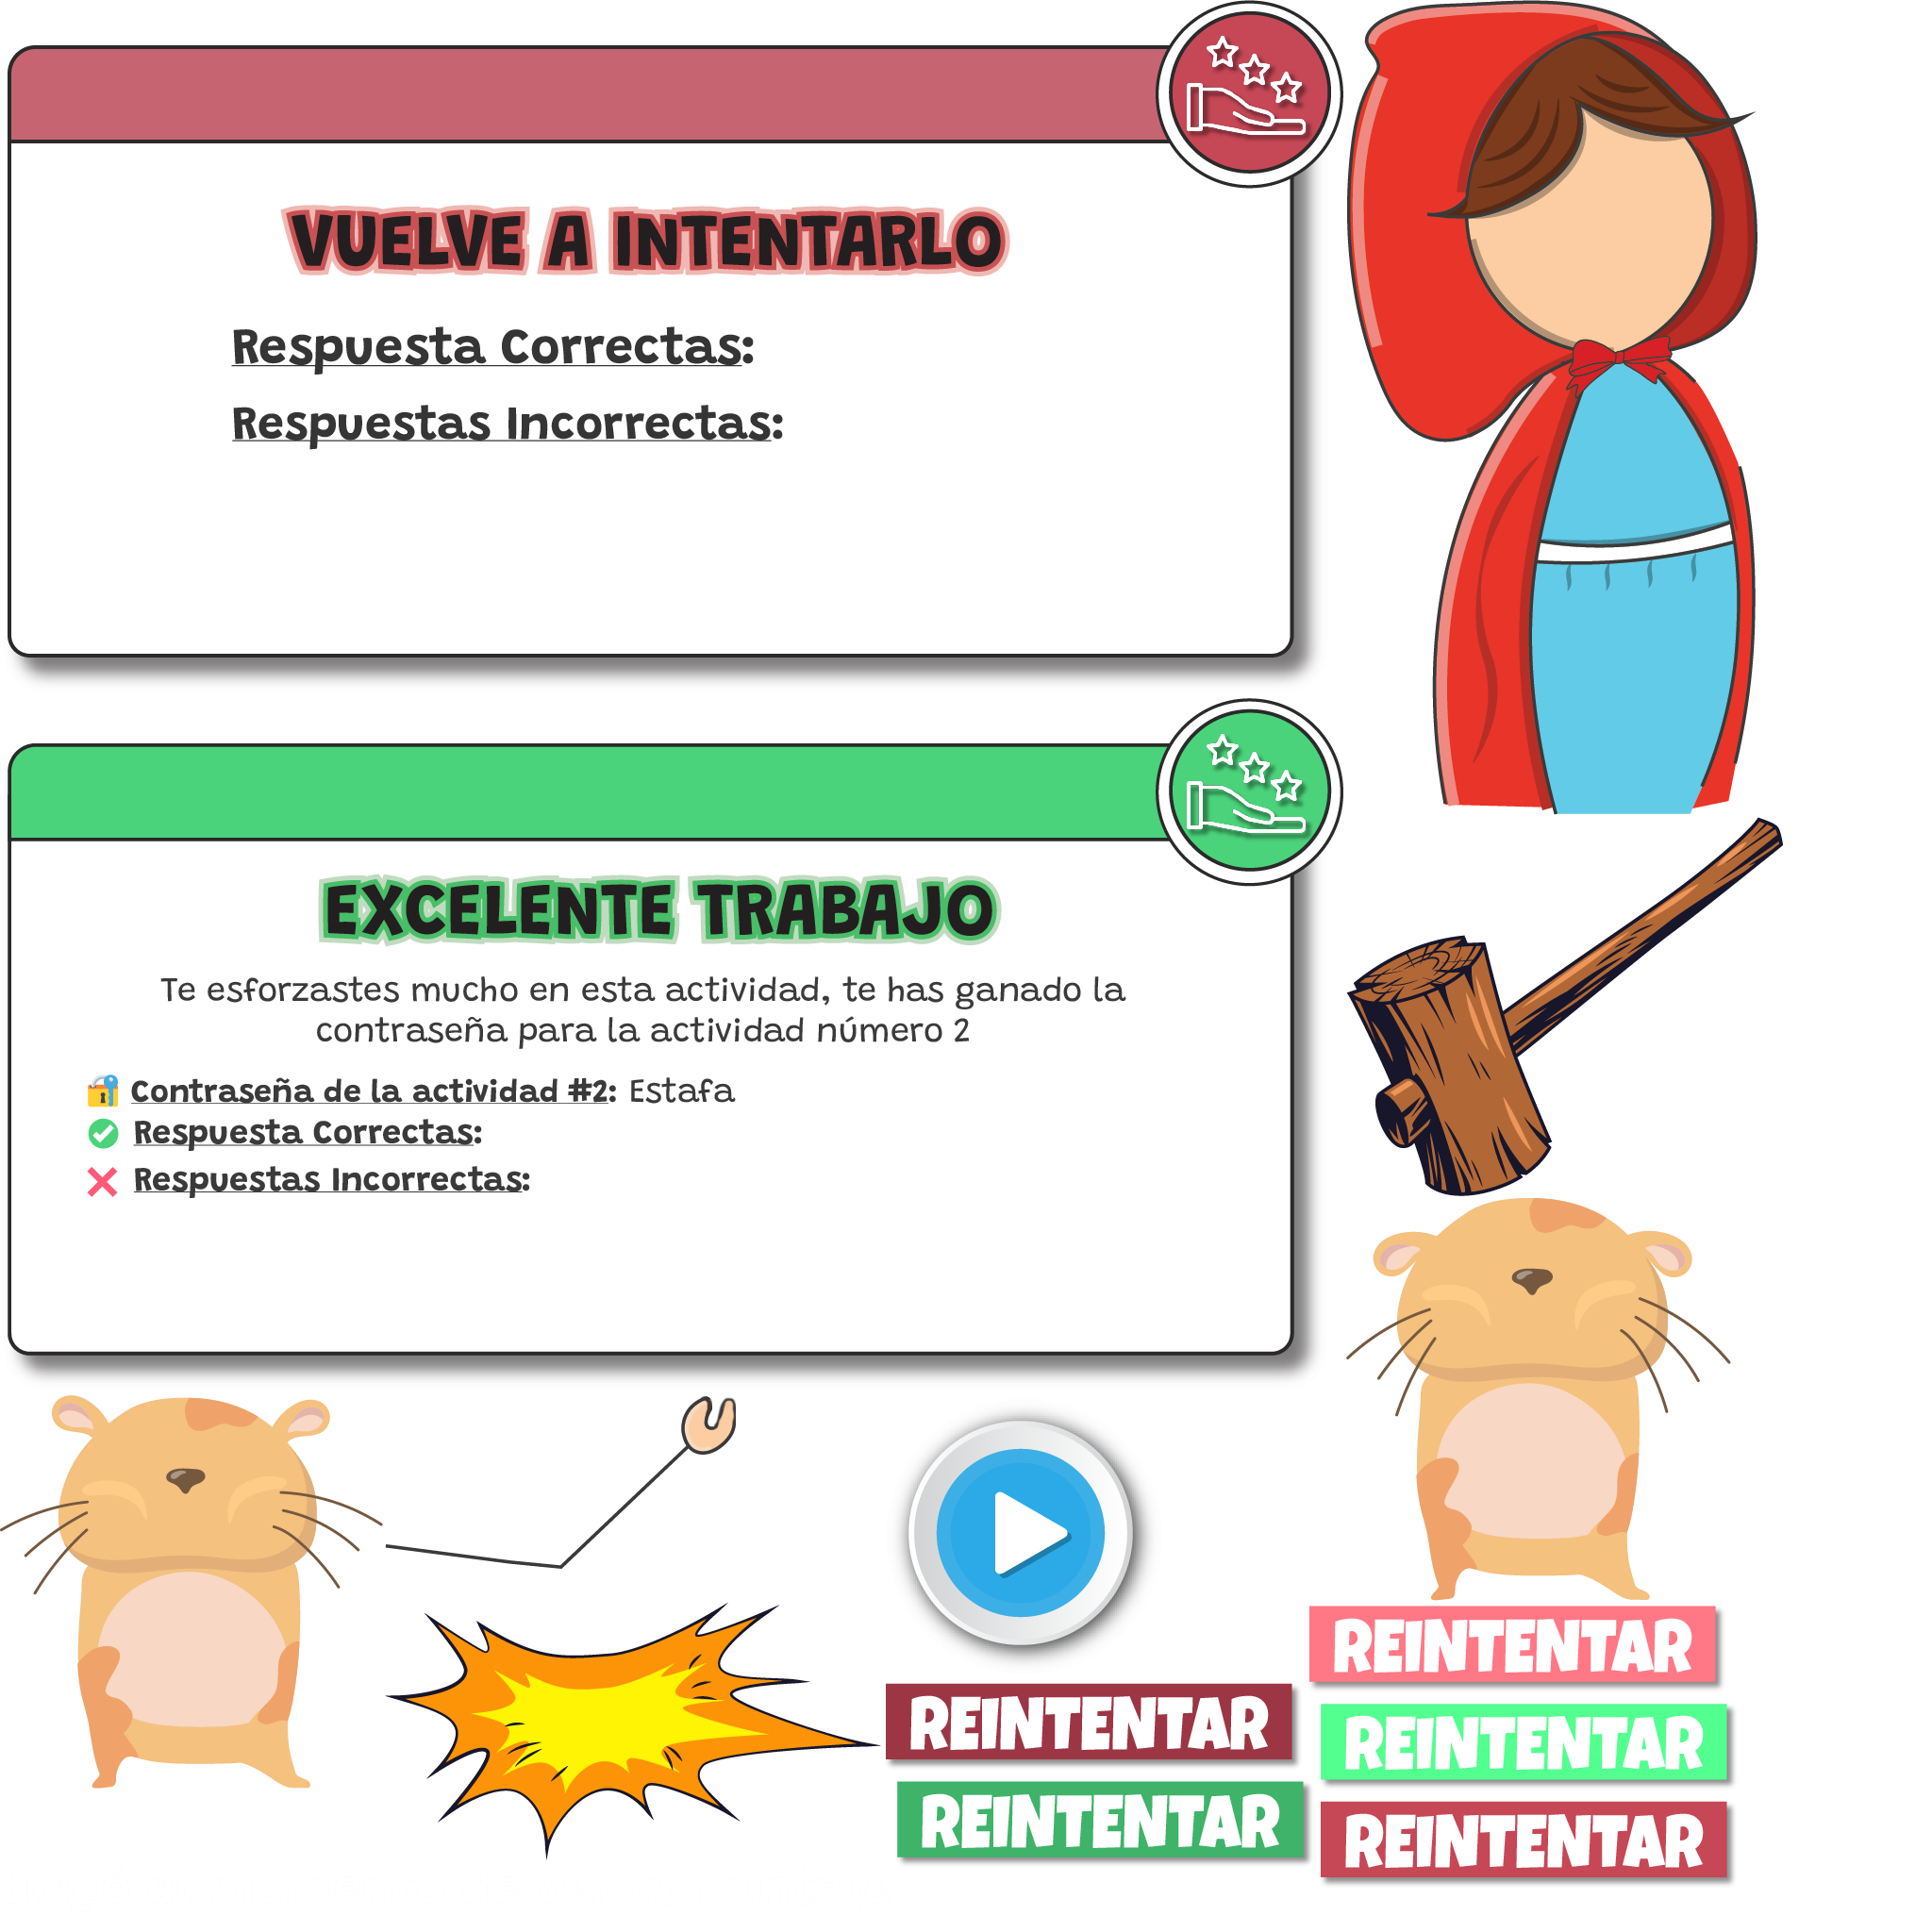 VUELVE A INTENTARLO
Respuesta Correctas:
Respuestas Incorrectas:
EXCELENTE TRABAJO
Te esforzastes mucho en esta actividad, te has ganado la
contraseña para la actividad número 2
Contraseña de la actividad #2: Estafa
Respuesta Correctas:
Respuestas Incorrectas:
REINTENTAR
REINTENTAR
REINTENTAR
REINTENTAR
REINTENTAR